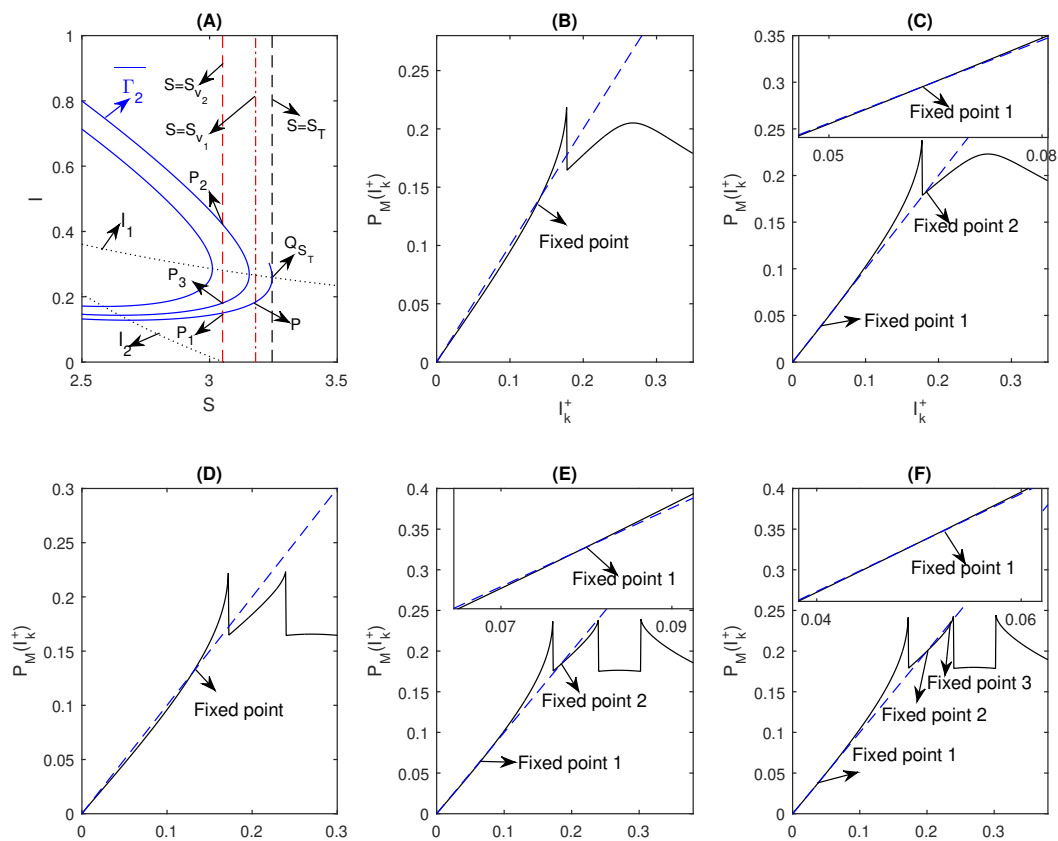 (A)
1
0.8
0.6
0.4
0.2
0
I
2.5
3
3.5
S
Γ2
S=Sv2
S=Sv1
S=ST
P2
I1
QST
P3
P1
P
I2
(B)
0.25
0.2
0.15
0.1
0.05
0
PM(Ik+)
Fixed point
0
0.1
0.2
0.3
Ik+
(C)
0.35
0.3
0.25
0.2
0.15
0.1
0.05
0
PM(Ik+)
Fixed point 1
0.05
0.08
Fixed point 2
Fixed point 1
0
0.1
0.2
0.3
Ik+
(D)
0.3
0.25
0.2
0.15
0.1
0.05
0
PM(Ik+)
Fixed point
0
0.1
0.2
0.3
(E)
0.4
0.35
0.3
0.25
0.2
0.15
0.1
0.05
0
PM(Ik+)
Fixed point 1
0.07
0.09
Fixed point 2
Fixed point 1
0
0.1
0.2
0.3
(F)
0.4
0.35
0.3
0.25
0.2
0.15
0.1
0.05
0
PM(Ik+)
Fixed point 1
0.04
0.06
Fixed point 3
Fixed point 2
Fixed point 1
0
0.1
0.2
0.3